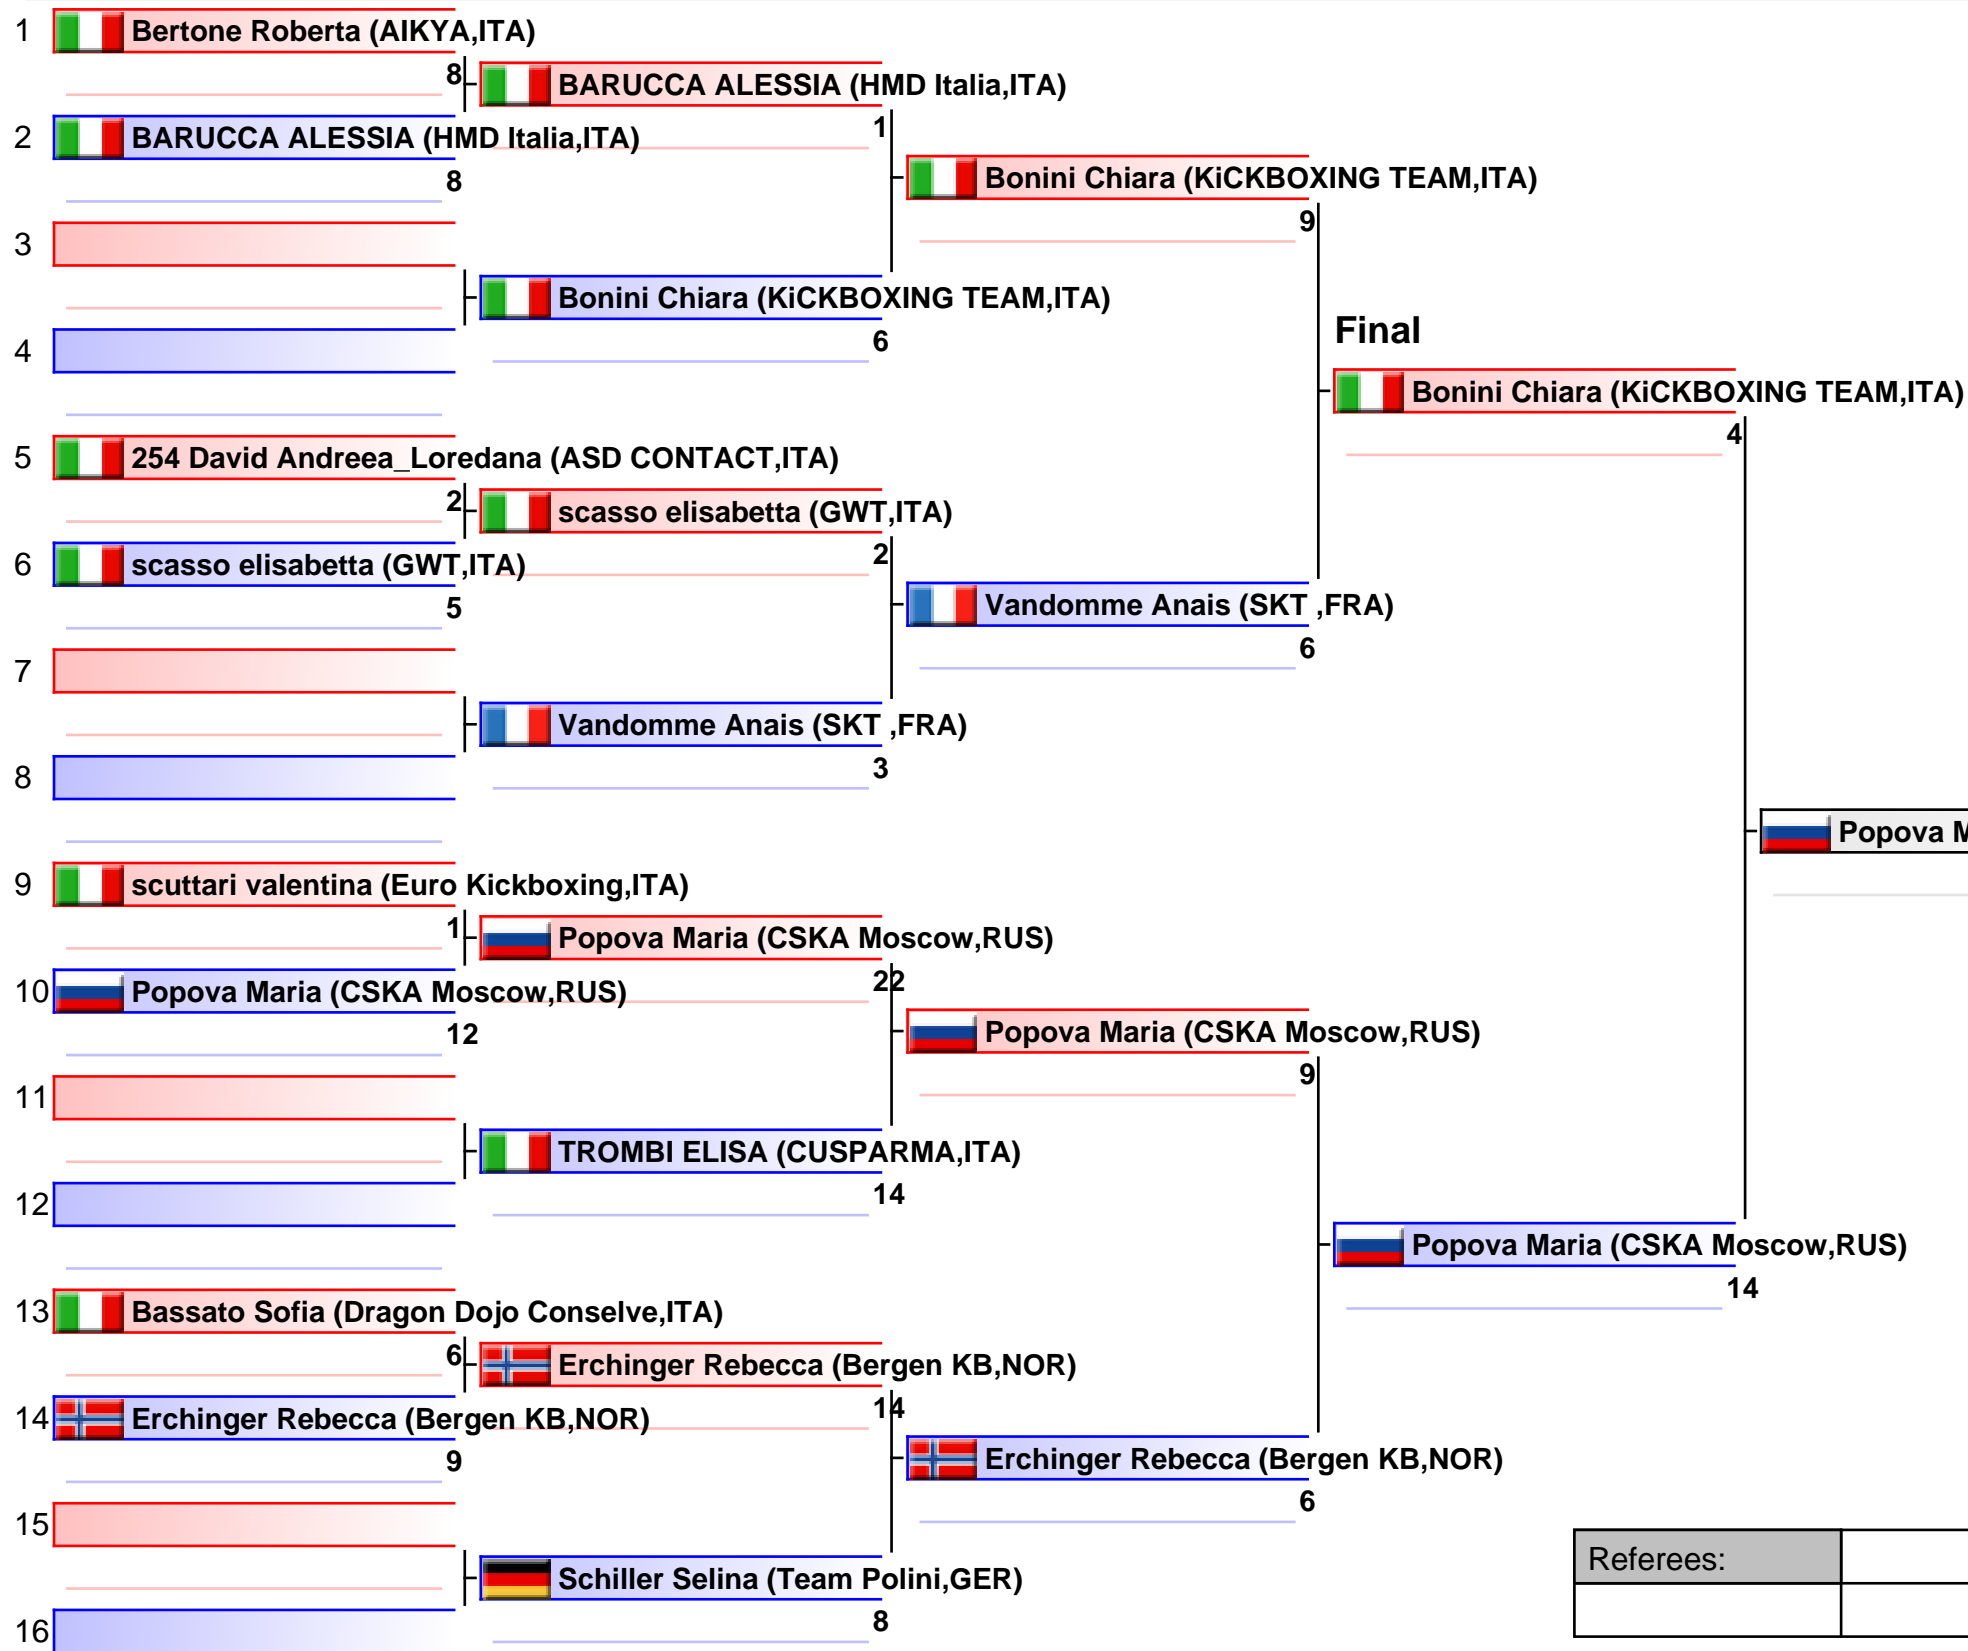 1 Bertone Roberta (AIKYA,ITA)
8 BARUCCA ALESSIA (HMD Italia,ITA)
2 BARUCCA ALESSIA (HMD Italia,ITA) 1
8 Bonini Chiara (KiCKBOXING TEAM,ITA)
9
3
Bonini Chiara (KiCKBOXING TEAM,ITA)
6
Final
4
Bonini Chiara (KiCKBOXING TEAM,ITA)
4
5 254 David Andreea_Loredana (ASD CONTACT,ITA)
2 scasso elisabetta (GWT,ITA)
2
6 scasso elisabetta (GWT,ITA)
5 Vandomme Anais (SKT ,FRA)
6
7
Vandomme Anais (SKT ,FRA)
3
8
Popova M
9 scuttari valentina (Euro Kickboxing,ITA)
1 Popova Maria (CSKA Moscow,RUS)
22
10 Popova Maria (CSKA Moscow,RUS)
12 Popova Maria (CSKA Moscow,RUS)
9
11
TROMBI ELISA (CUSPARMA,ITA)
14
12
Popova Maria (CSKA Moscow,RUS)
14
13 Bassato Sofia (Dragon Dojo Conselve,ITA)
6 Erchinger Rebecca (Bergen KB,NOR)
14
14 Erchinger Rebecca (Bergen KB,NOR)
9 Erchinger Rebecca (Bergen KB,NOR)
6
15
Referees:
Schiller Selina (Team Polini,GER)
8
16